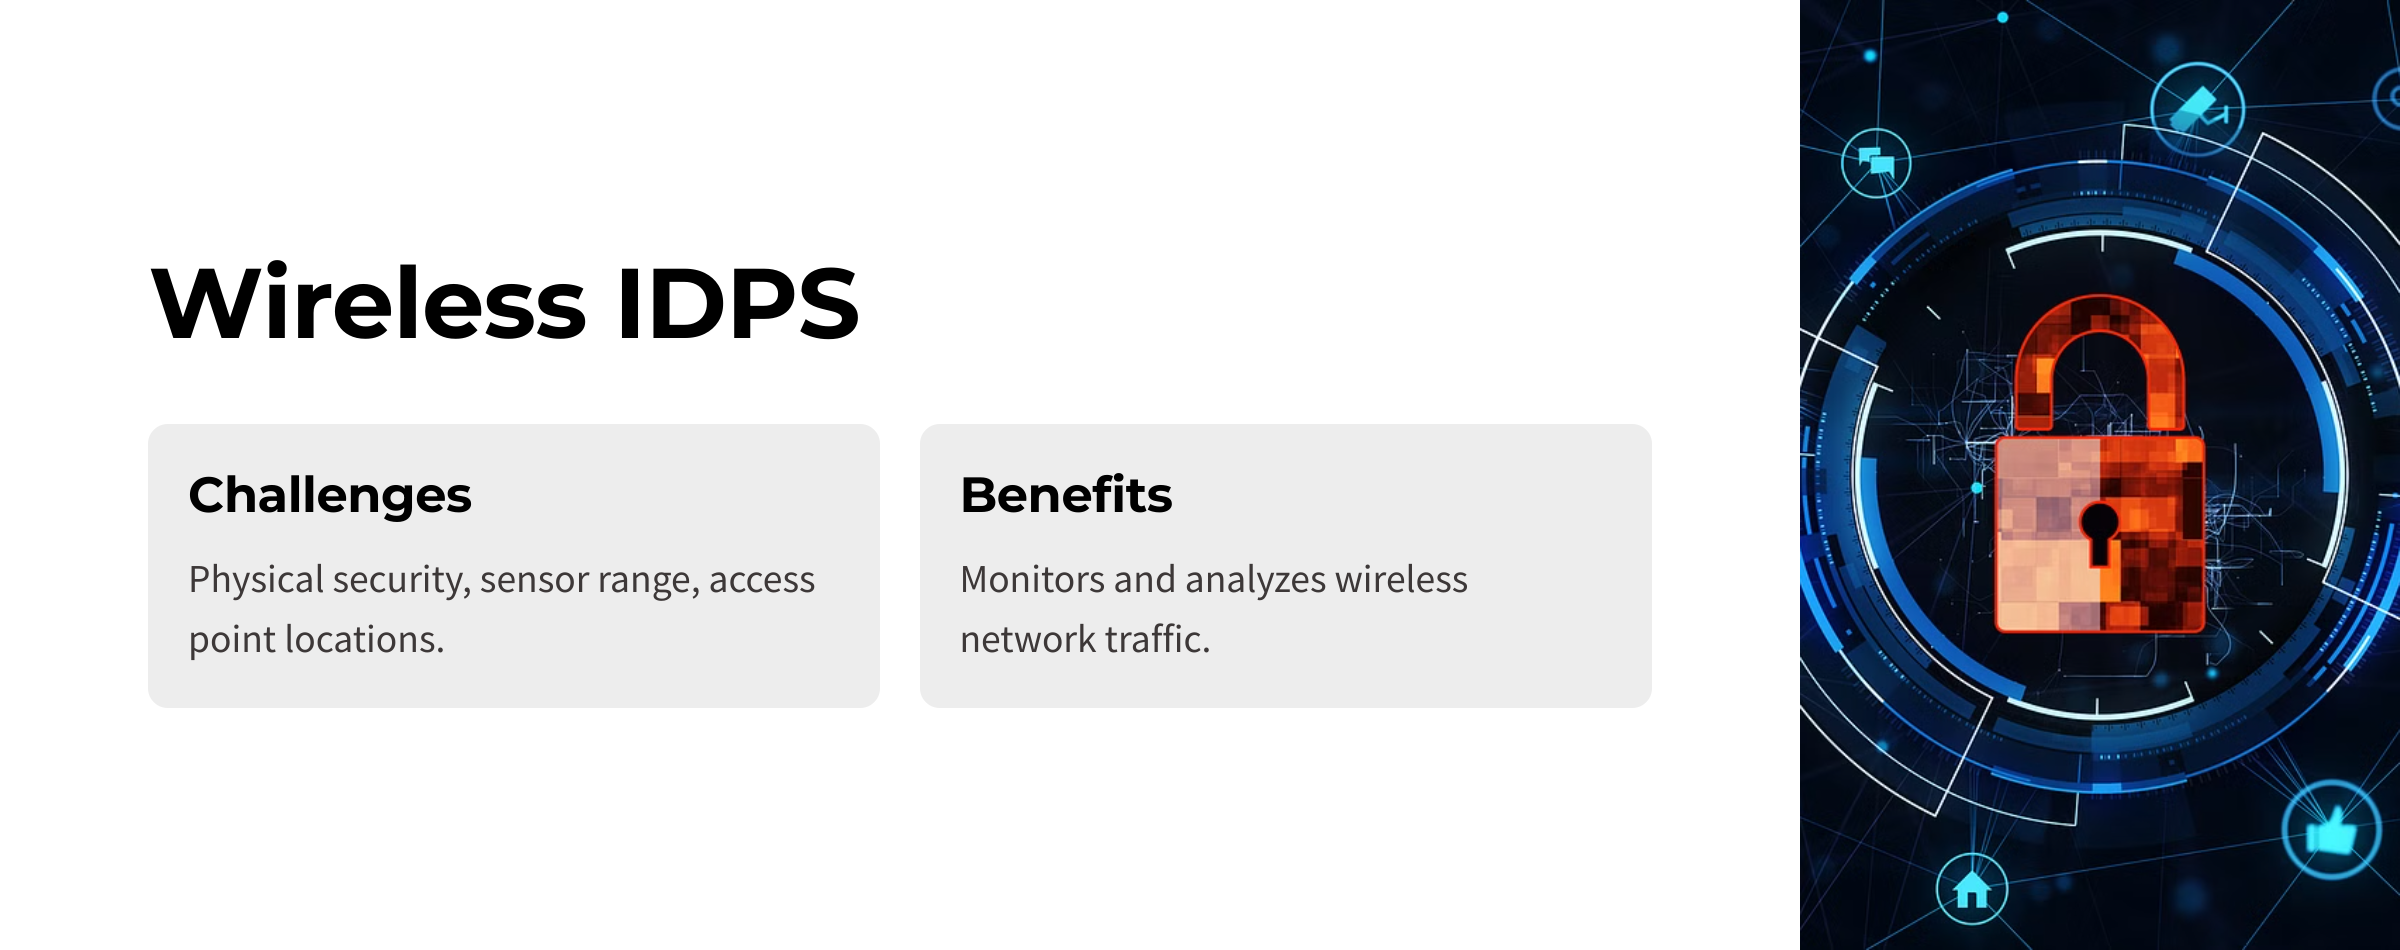 Wireless IDPS
Challenges
Physical security, sensor range, access
point locations.
Benefits
Monitors and analyzes wireless
network traffic.